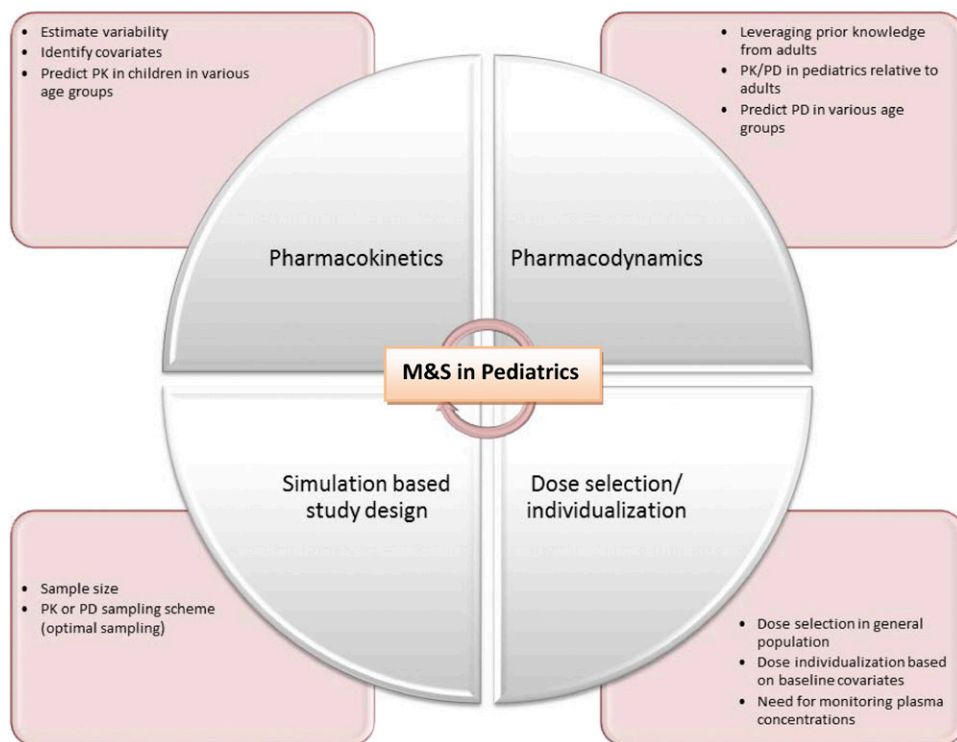 • Estimate variability
• Identify covariates
• Predict PK in children in various
age groups
• Leveraging prior knowledge
from adults
• PK/PD in pediatrics relative to
adults
• Predict PD in various age
groups
Pharmacokinetics
Pharmacodynamics
M&S in Pediatrics
Simulation based
study design
Dose selection/
individualization
• Sample size
• PK or PD sampling scheme
(optimal sampling)
• Dose selection in general
population
• Dose individualization based
on baseline covariates
• Need for monitoring plasma
concentrations